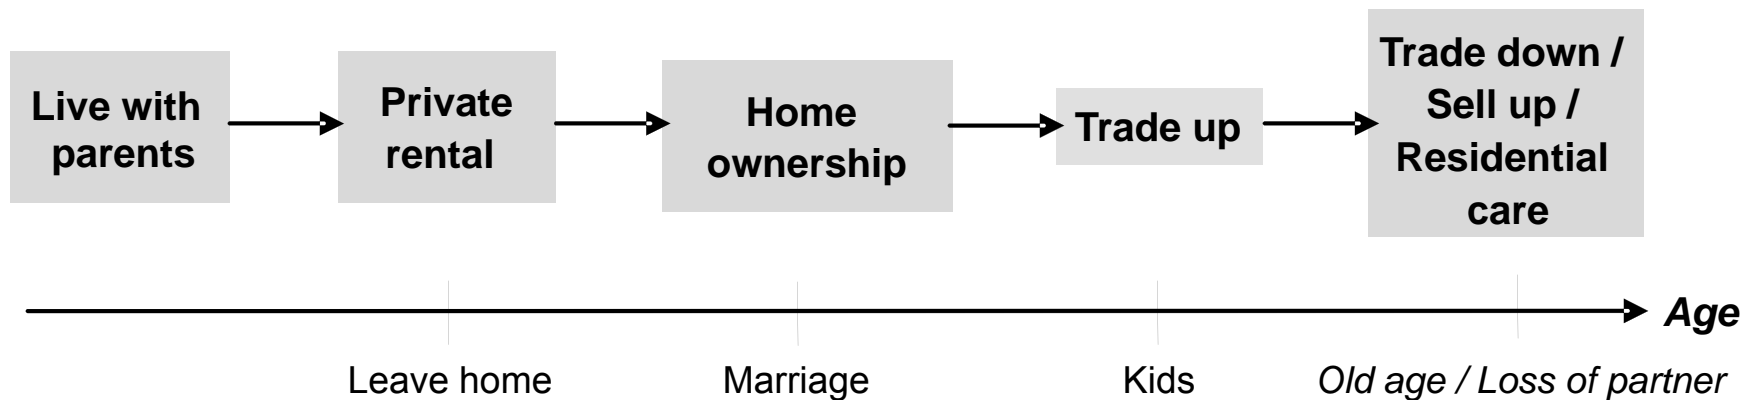 Live with
parents
Private
rental
Home
ownership
Trade up
Trade down /
Sell up /
Residential
care
Age
Leave home
Marriage
Kids
Old age / Loss of partner